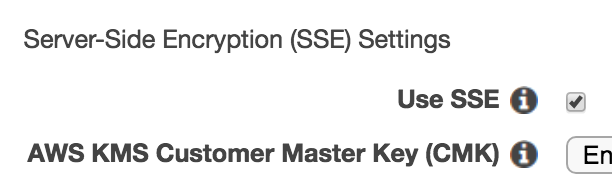 Server-Side Encryption (SSE) Settings
Use SSE
AWS KMS Customer Master Key (CMK)